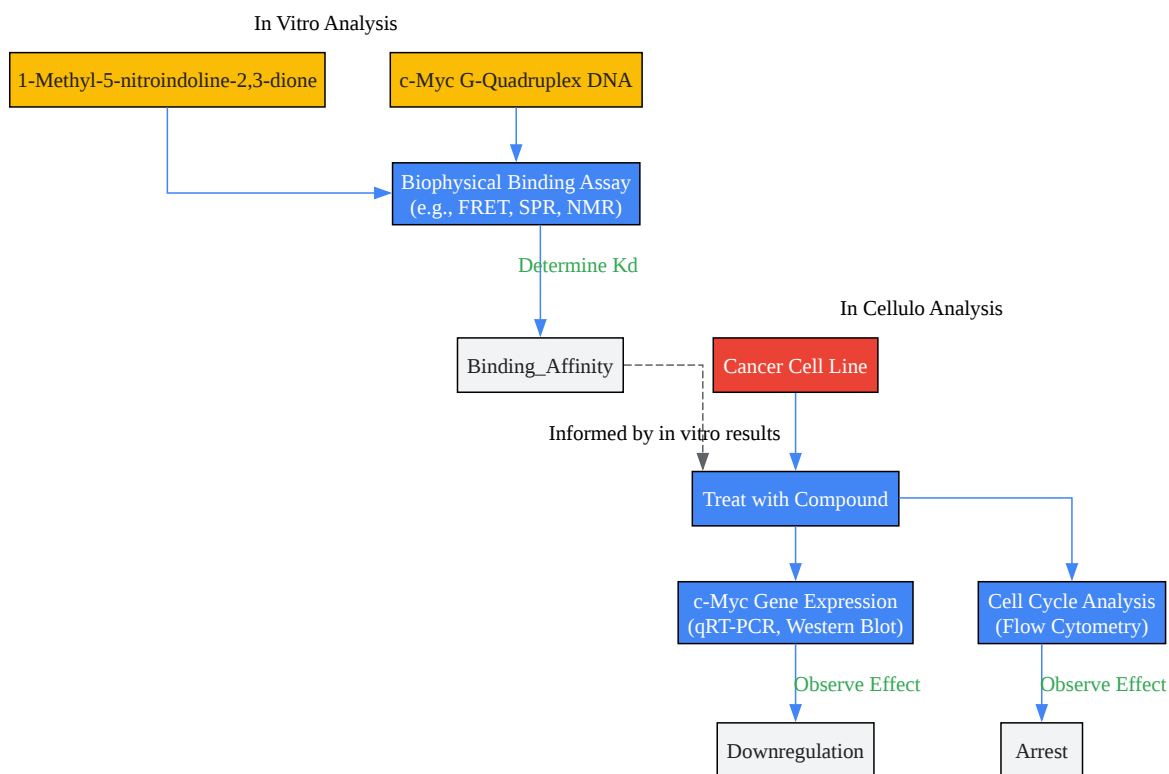 In Vitro Analysis
1-Methyl-5-nitroindoline-2,3-dione
c-Myc G-Quadruplex DNA
Biophysical Binding Assay
(e.g., FRET, SPR, NMR)
Determine Kd
In Cellulo Analysis
Binding_Affinity
Cancer Cell Line
Informed by in vitro results
Treat with Compound
c-Myc Gene Expression
(qRT-PCR, Western Blot)
Cell Cycle Analysis
(Flow Cytometry)
Observe Effect
Observe Effect
Downregulation
Arrest